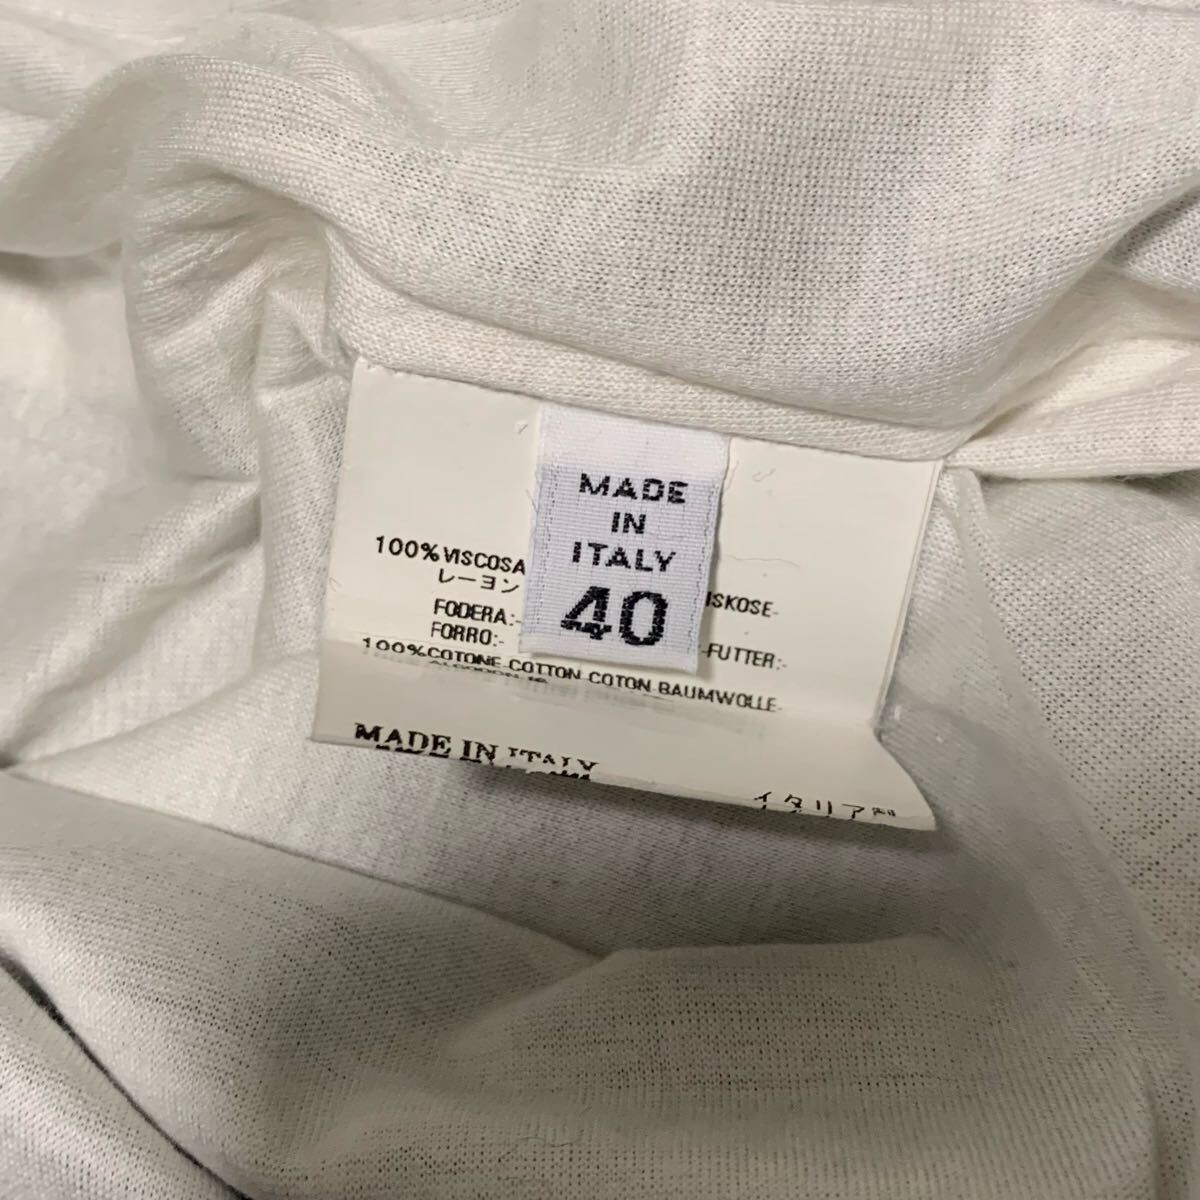 MADE
IN
ITALY
40
100% VISCOSA
ISKOSE-
レーヨン
FODERA:-
FORRO:-
-FUTTER:-
100% COTONE-COTTON-COTON-BAUMWOLLE-
MADE IN ITALY
イタリア製